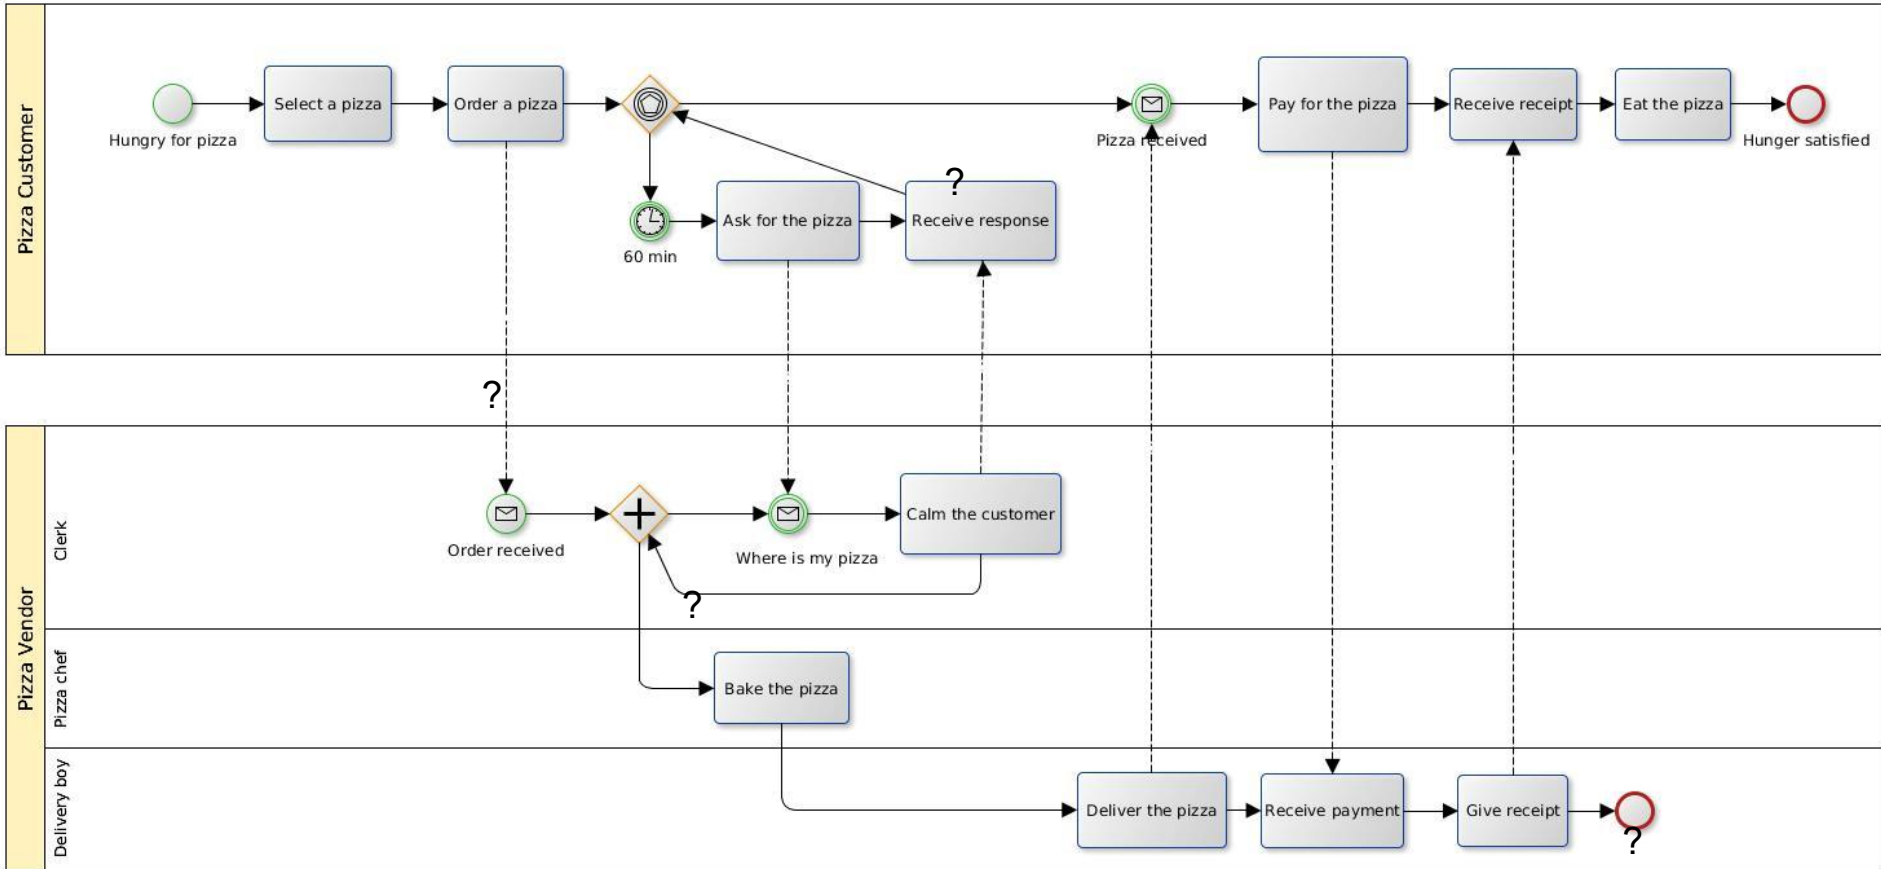 Pizza Customer
Hungry for pizza
Select a pizza
Order a pizza
60 min
Ask for the pizza
?
Receive response
Pizza received
Pay for the pizza
Receive receipt
Eat the pizza
Hunger satisfied
?
Pizza Vendor
Clerk
Order received
Where is my pizza
Calm the customer
?
Pizza chef
Bake the pizza
Delivery boy
Deliver the pizza
Receive payment
Give receipt
?